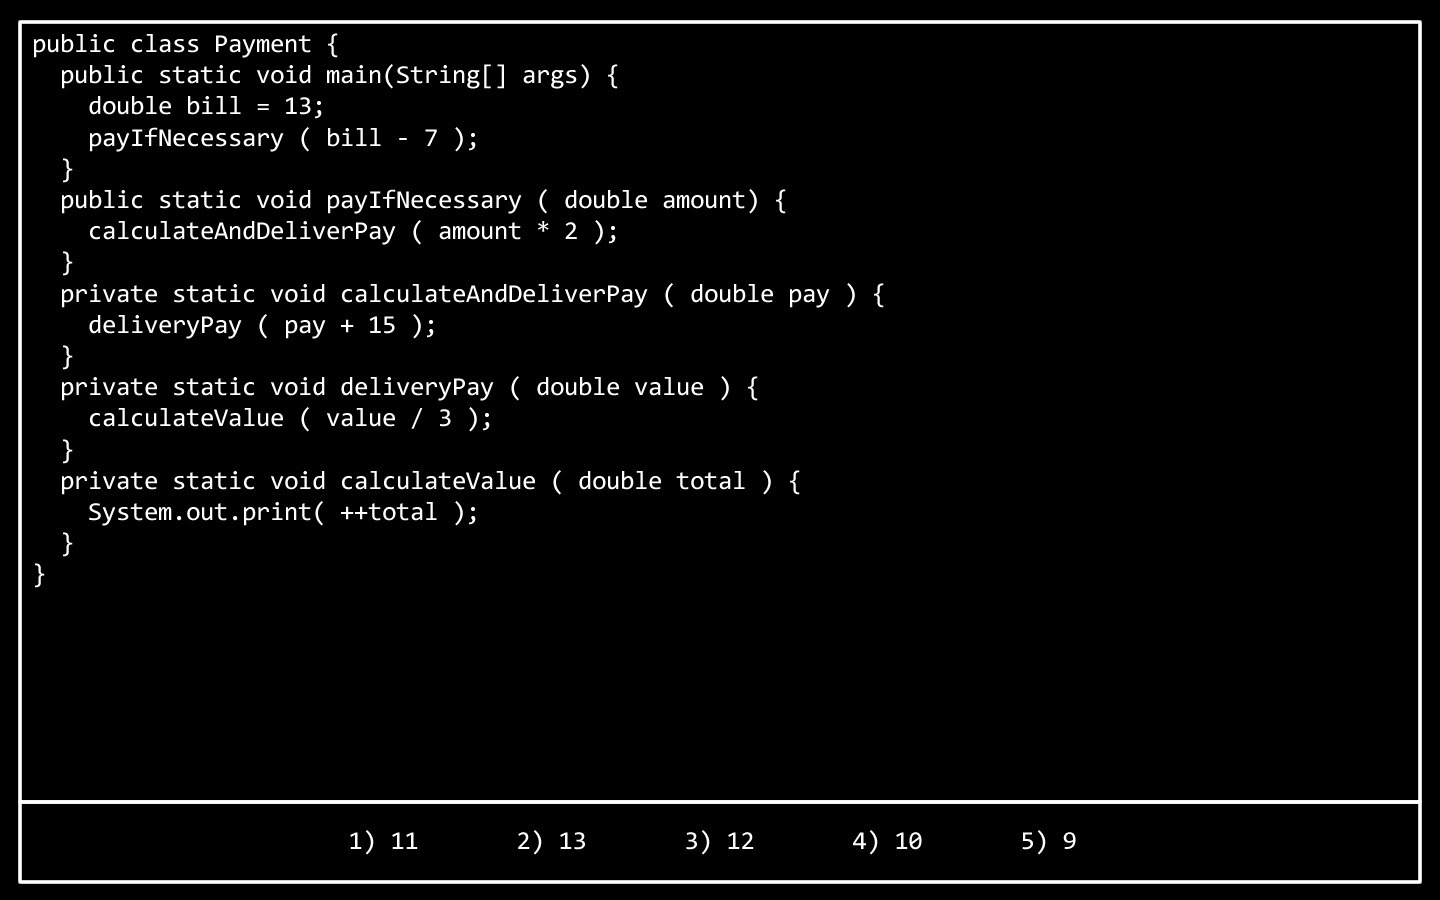 public class Payment {
  public static void main(String[] args) {
    double bill = 13;
    payIfNecessary ( bill - 7 );
  }
  public static void payIfNecessary ( double amount) {
    calculateAndDeliverPay ( amount * 2 );
  }
  private static void calculateAndDeliverPay ( double pay ) {
    deliveryPay ( pay + 15 );
  }
  private static void deliveryPay ( double value ) {
    calculateValue ( value / 3 );
  }
  private static void calculateValue ( double total ) {
    System.out.print( ++total );
  }
}
1) 11 2) 13 3) 12 4) 10 5) 9